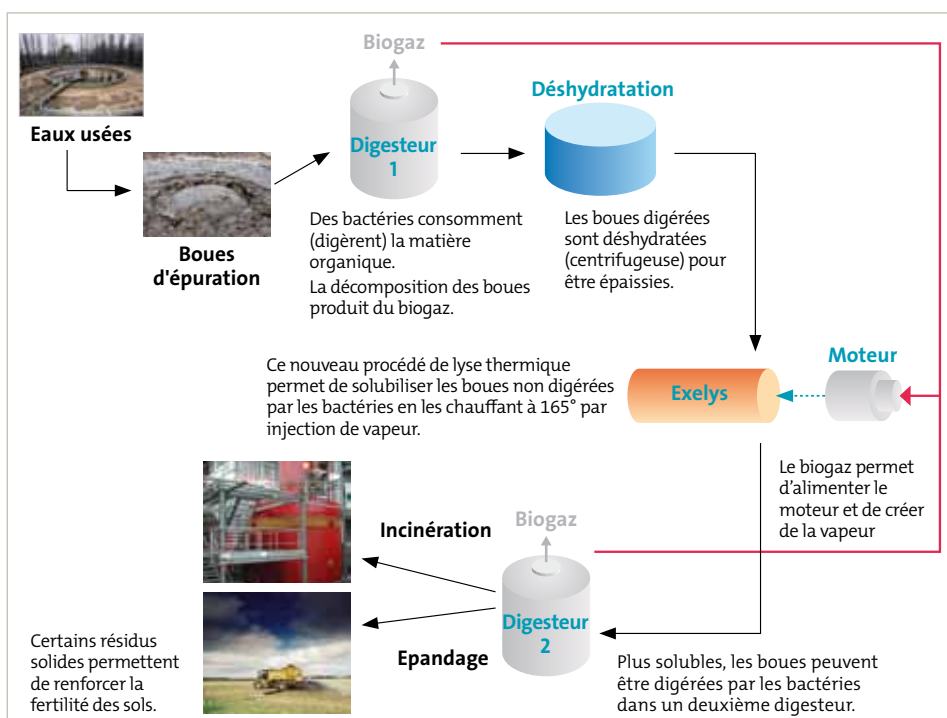 Biogaz
Eaux usées
Digesteur
1
Déshydratation
Boues
d'épuration
Des bactéries consomment
(digèrent) la matière
organique.
La décomposition des boues
produit du biogaz.
Les boues digérées
sont déshydratées
(centrifugeuse) pour
être épaissies.
Ce nouveau procédé de lyse thermique
permet de solubiliser les boues non digérées
par les bactéries en les chauffant à 165° par
injection de vapeur.
Exelys
Moteur
Le biogaz permet
d’alimenter le
moteur et de créer
de la vapeur
Incinération
Biogaz
Digesteur
2
Epandage
Certains résidus
solides permettent
de renforcer la
fertilité des sols.
Plus solubles, les boues peuvent
être digérées par les bactéries
dans un deuxième digesteur.